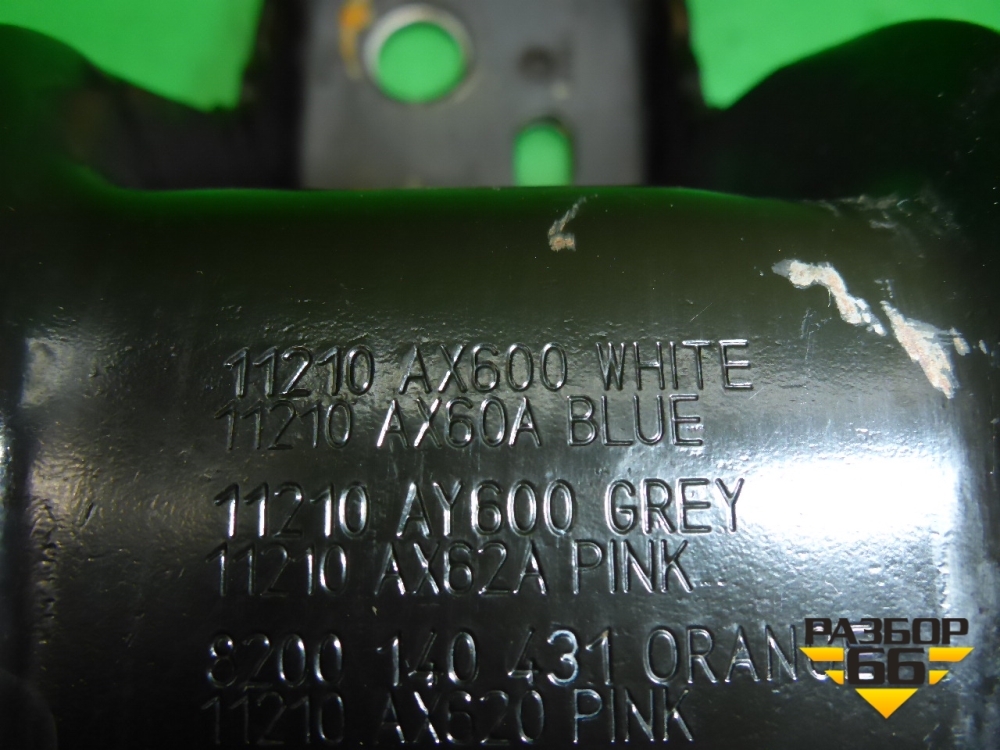 11210 AX600 WHITE
11210 AX60A BLUE
11210 AY600 GREY
11210 AX62A PINK
8200 140 431 ORANGE
11210 AX620 PINK
РАЗБОР
66